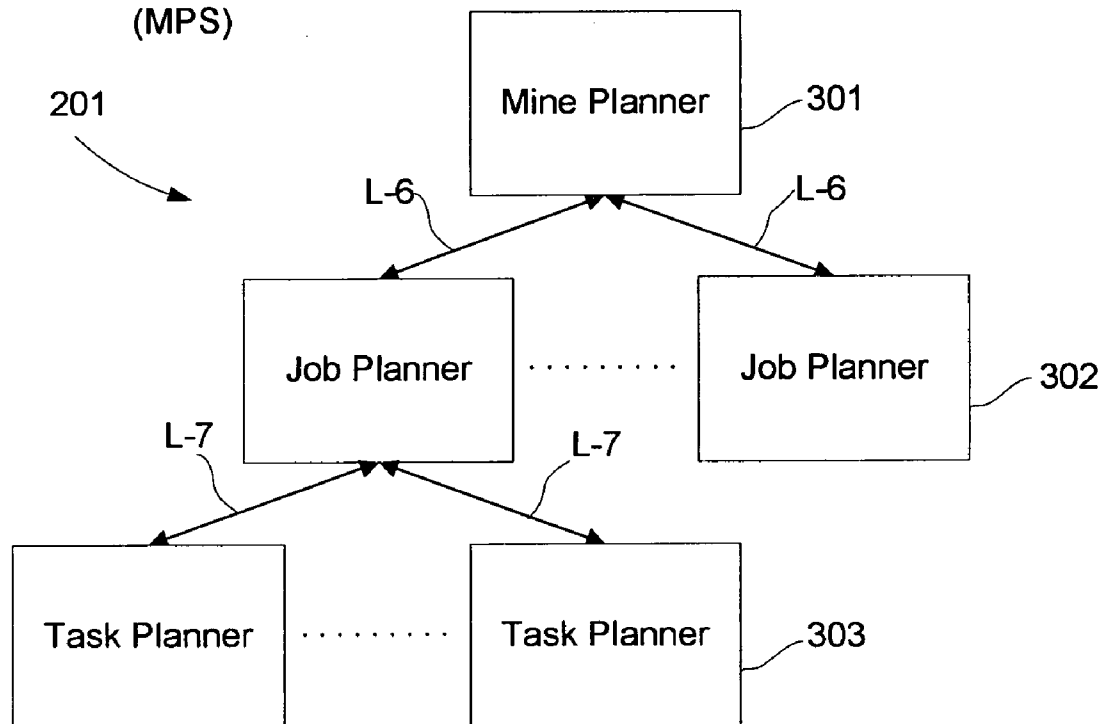 (MPS)
201
Mine Planner
301
L-6
L-6
Job Planner
Job Planner
302
L-7
L-7
Task Planner
Task Planner
303